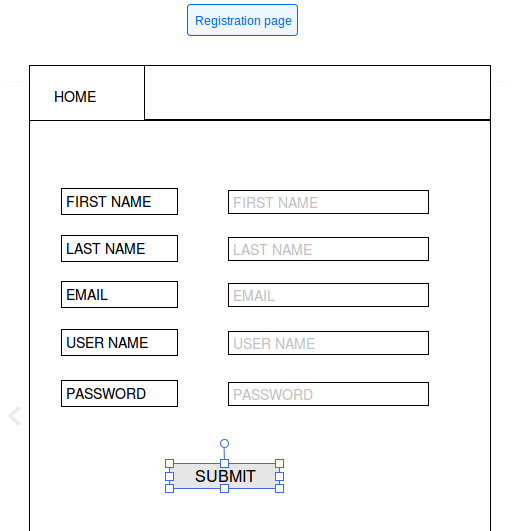 Registration page
HOME
FIRST NAME FIRST NAME
LAST NAME LAST NAME
EMAIL EMAIL
USER NAME USER NAME
PASSWORD PASSWORD
SUBMIT